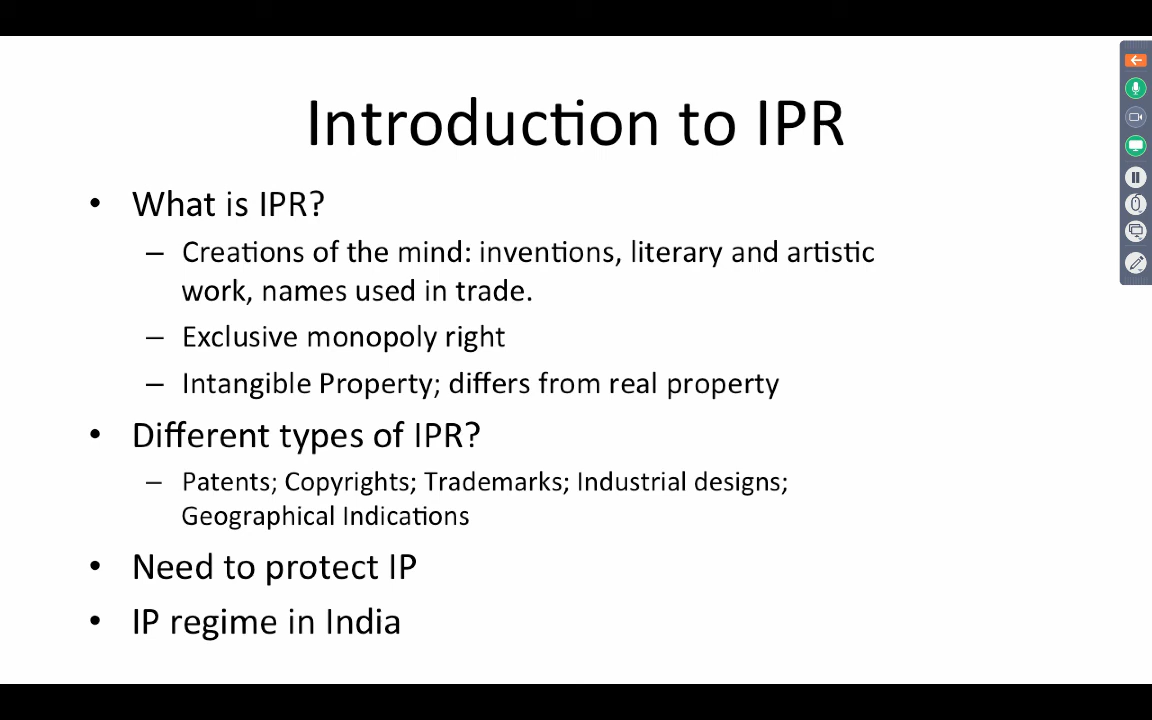 Introduction to IPR
• What is IPR?
– Creations of the mind: inventions, literary and artistic
work, names used in trade.
– Exclusive monopoly right
– Intangible Property; differs from real property
• Different types of IPR?
– Patents; Copyrights; Trademarks; Industrial designs;
Geographical Indications
• Need to protect IP
• IP regime in India